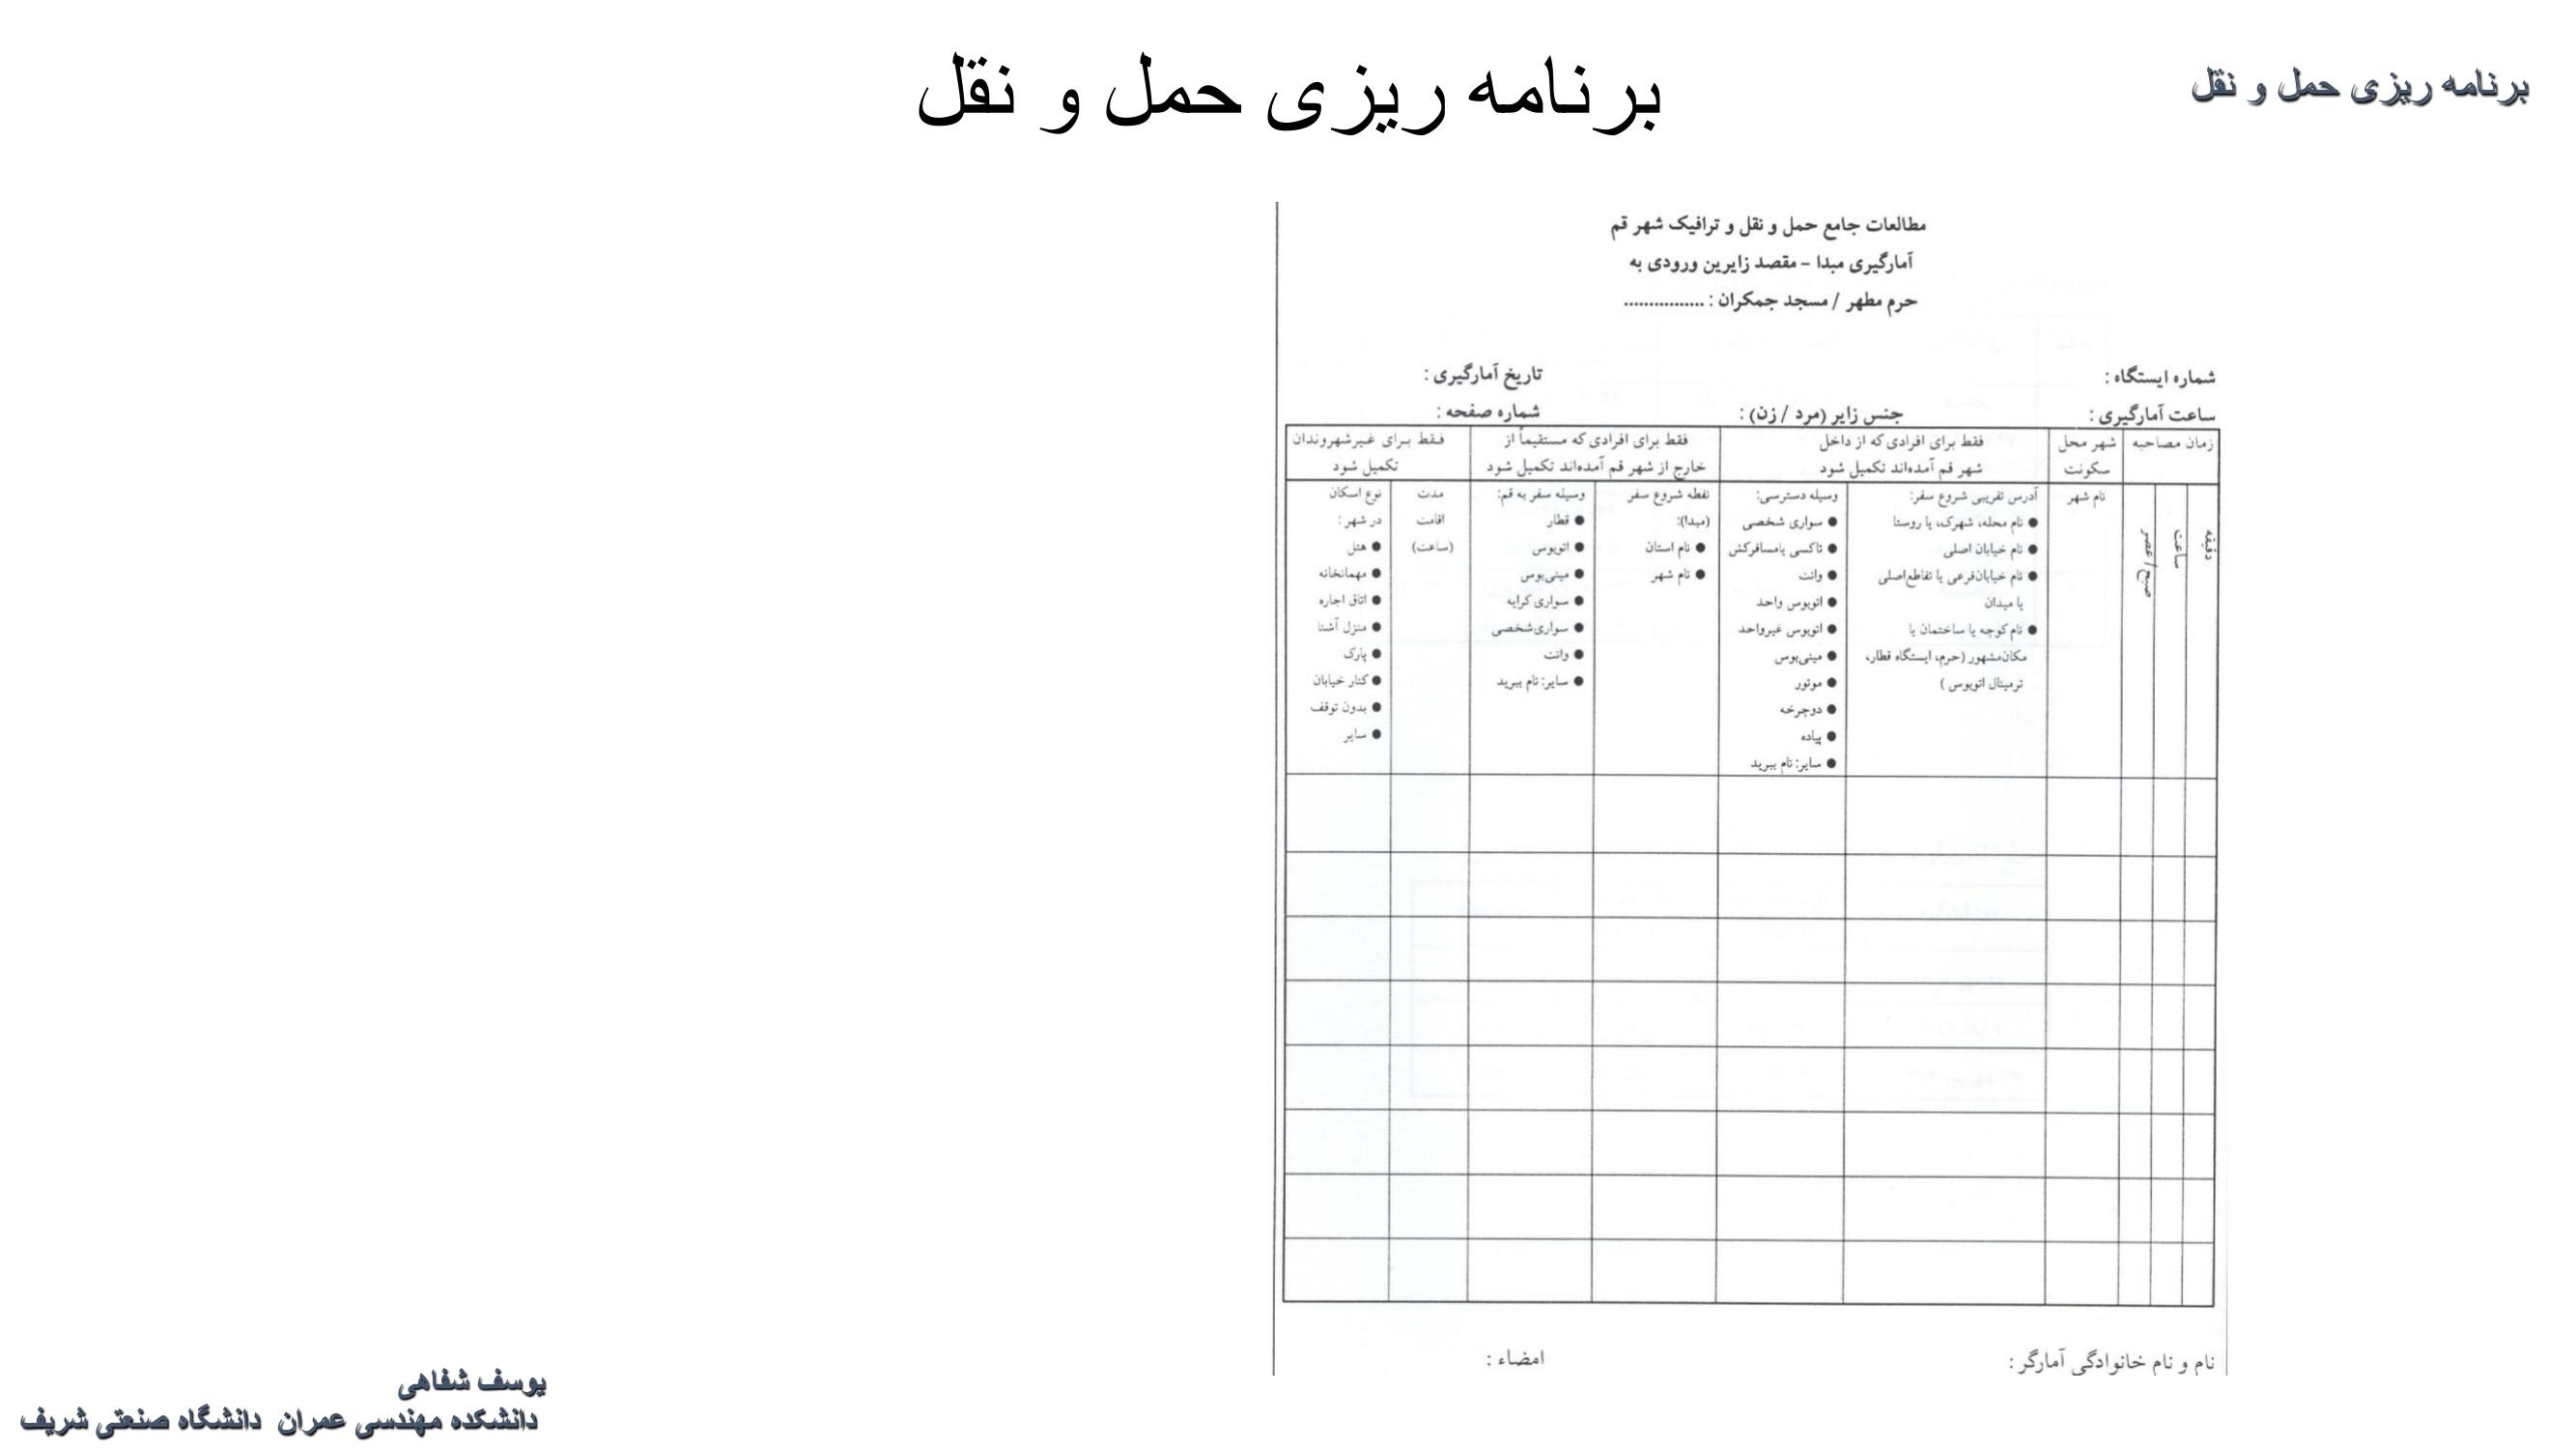 برنامه ریزی حمل و نقل
برنامه ریزی حمل و نقل
مطالعات جامع حمل و نقل و ترافیک شهر قم
آمارگیری مبدا – مقصد زایرین ورودی به
حرم مطهر / مسجد جمکران : ................
شماره ایستگاه :
تاریخ آمارگیری :
ساعت آمارگیری :
جنس زایر (مرد / زن) :
شماره صفحه :
زمان مصاحبه
شهر محل
سکونت
فقط برای افرادی که از داخل
شهر قم آمده‌اند تکمیل شود
فقط برای افرادی که مستقیماً از
خارج از شهر قم آمده‌اند تکمیل شود
فقط برای غیرشهروندان
تکمیل شود
دقیقه
ساعت
صبح/عصر
نام شهر
آدرس تقریبی شروع سفر:
● نام محله، شهرک، یا روستا
● نام خیابان اصلی
● نام خیابان‌فرعی یا تقاطع‌اصلی
یا میدان
● نام‌کوچه یا ساختمان یا
مکان‌مشهور (حرم، ایستگاه قطار،
ترمینال اتوبوس )
وسیله دسترسی:
● سواری شخصی
● تاکسی یامسافرکش
● وانت
● اتوبوس واحد
● اتوبوس غیرواحد
● مینی‌بوس
● موتور
● دوچرخه
● پیاده
● سایر: نام ببرید
نقطه شروع سفر
(مبدا):
● نام استان
● نام شهر
وسیله سفر به قم:
● قطار
● اتوبوس
● مینی‌بوس
● سواری کرایه
● سواری‌شخصی
● وانت
● سایر: نام ببرید
مدت
اقامت
(ساعت)
نوع اسکان
در شهر :
● هتل
● مهمانخانه
● اتاق اجاره
● منزل آشنا
● پارک
● کنار خیابان
● بدون توقف
● سایر
نام و نام خانوادگی آمارگر :
امضاء :
یوسف شفاهی
دانشکده مهندسی عمران دانشگاه صنعتی شریف